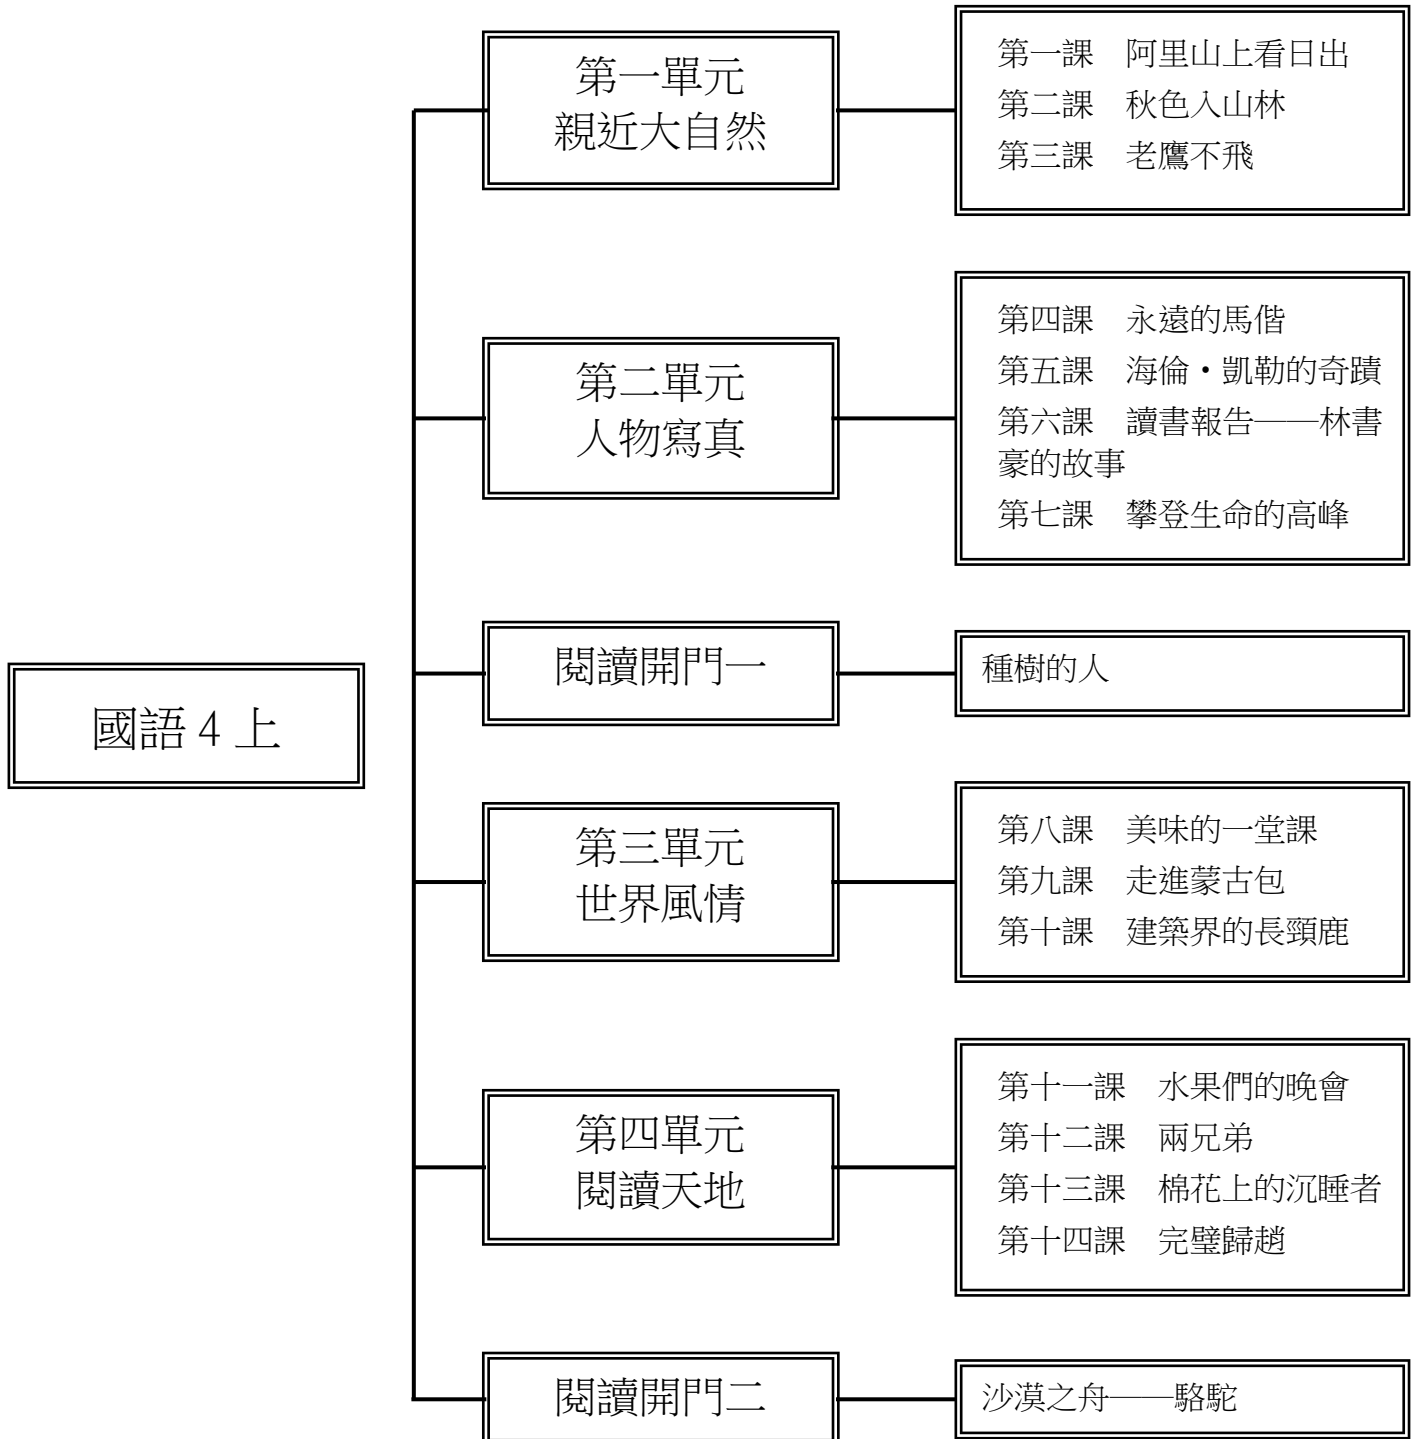 國語 4 上
第一單元
親近大自然
第一課　阿里山上看日出
第二課　秋色入山林
第三課　老鷹不飛
第二單元
人物寫真
第四課　永遠的馬偕
第五課　海倫‧凱勒的奇蹟
第六課　讀書報告──林書
豪的故事
第七課　攀登生命的高峰
閱讀開門一
種樹的人
第三單元
世界風情
第八課　美味的一堂課
第九課　走進蒙古包
第十課　建築界的長頸鹿
第四單元
閱讀天地
第十一課　水果們的晚會
第十二課　兩兄弟
第十三課　棉花上的沉睡者
第十四課　完璧歸趙
閱讀開門二
沙漠之舟──駱駝